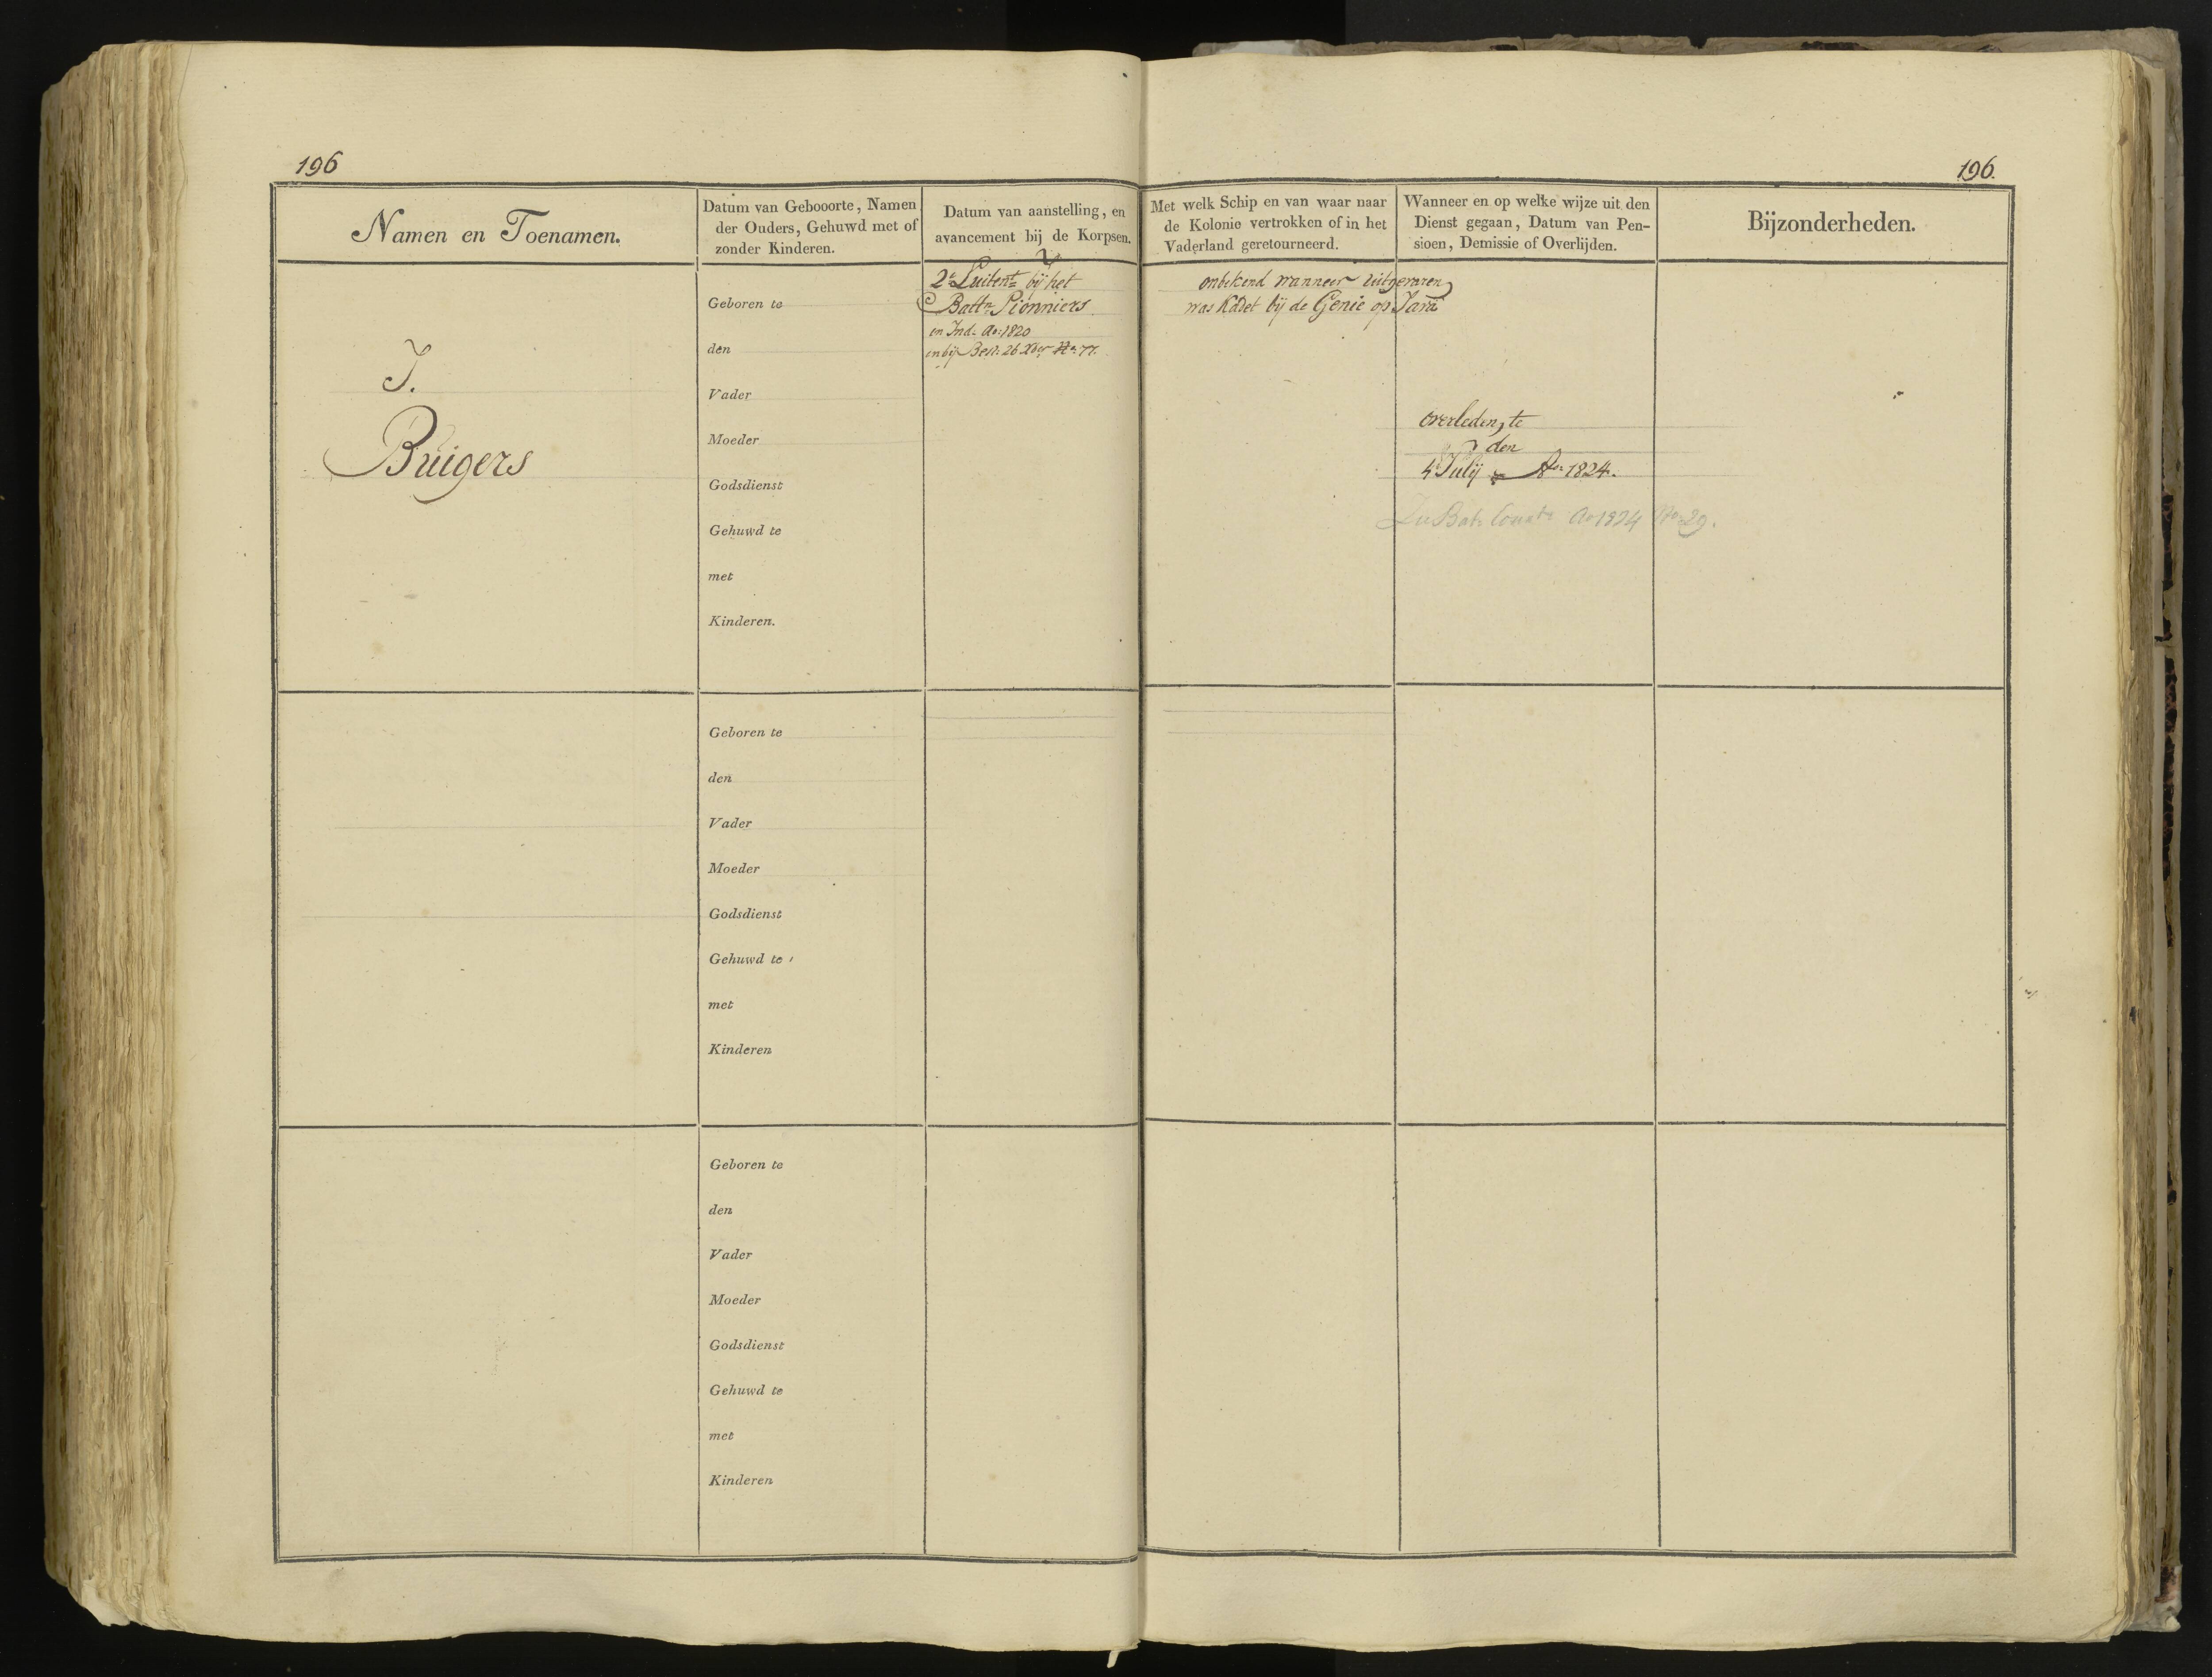 196
196.
Namen en Toenamen.
Datum van Gebooorte, Namen
der Ouders, Gehuwd met of
zonder Kinderen.
Datum van aanstelling, en
avancement bij de Korpsen.
Met welk Schip en van waar naar
de Kolonie vertrokken of in het
Vaderland geretourneerd.
Wanneer en op welke wijze uit den
Dienst gegaan, Datum van Pen-
sioen, Demissie of Overlijden.
Bijzonderheden.
J.
Bruigers
Geboren te
den
Vader
Moeder
Godsdienst
Gehuwd te
met
Kinderen.
2e Luitent bij het
Battn Pionniers
in Ind. Ao: 1820
en bij Besl: 26 Xber No: 77.
onbekend wanneer uitgevaren,
was Kadet bij de Genie op Java
overleden, te
den
4 Julij Ao: 1824.
Ao 1824 No 29.
Geboren te
den
Vader
Moeder
Godsdienst
Gehuwd te
met
Kinderen
Geboren te
den
Vader
Moeder
Godsdienst
Gehuwd te
met
Kinderen